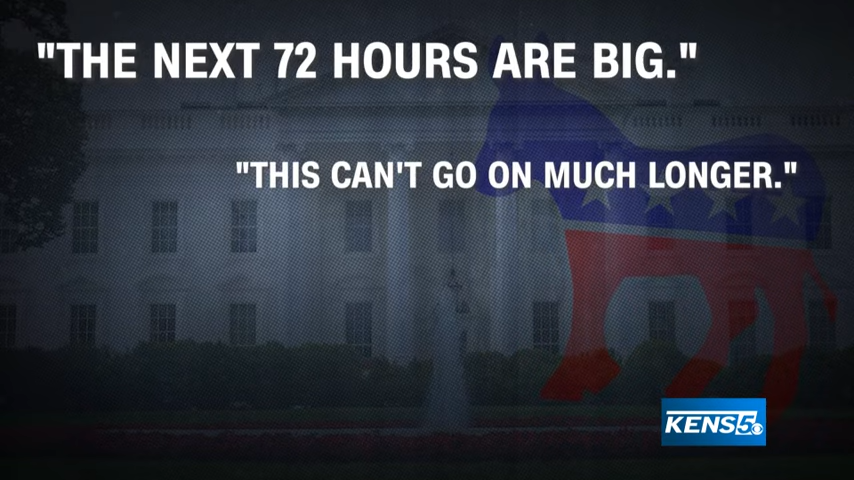 "THE NEXT 72 HOURS ARE BIG."
"THIS CAN'T GO ON MUCH LONGER."
KENS5